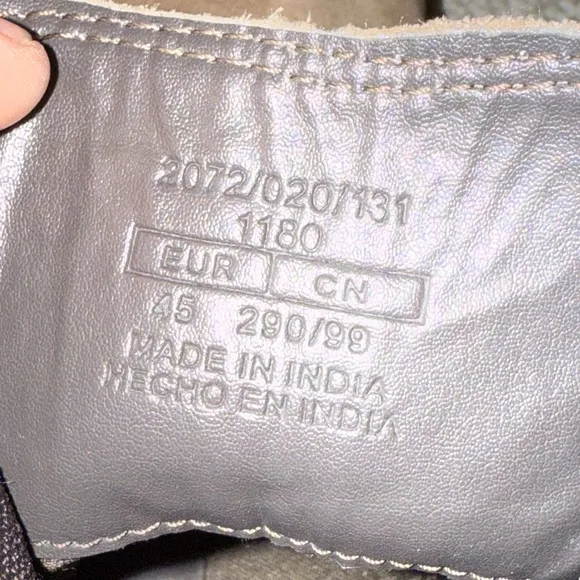 2072/020/131
1180
EUR CN
45 290/99
MADE IN INDIA
HECHO EN INDIA